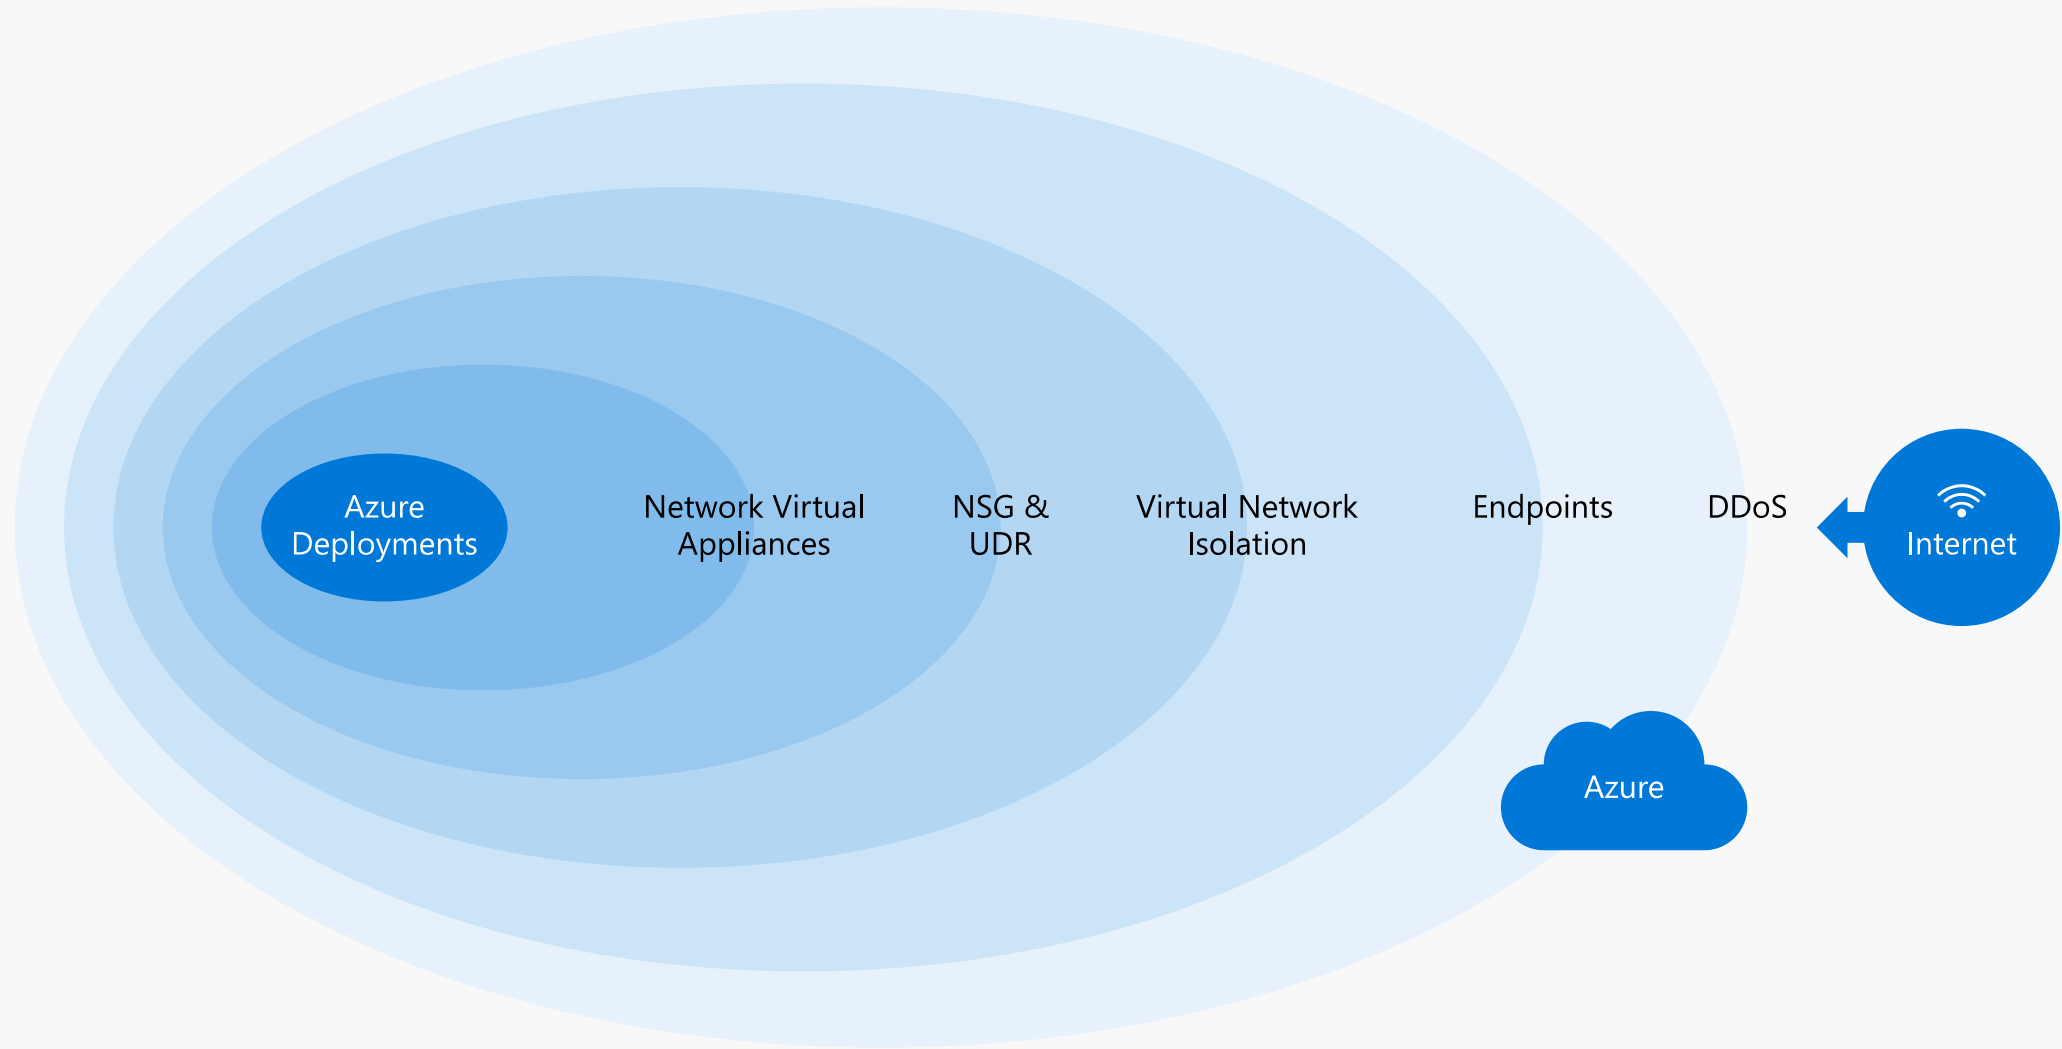 Azure
Deployments
Network Virtual
Appliances
NSG &
UDR
Virtual Network
Isolation
Endpoints
DDoS
Internet
Azure